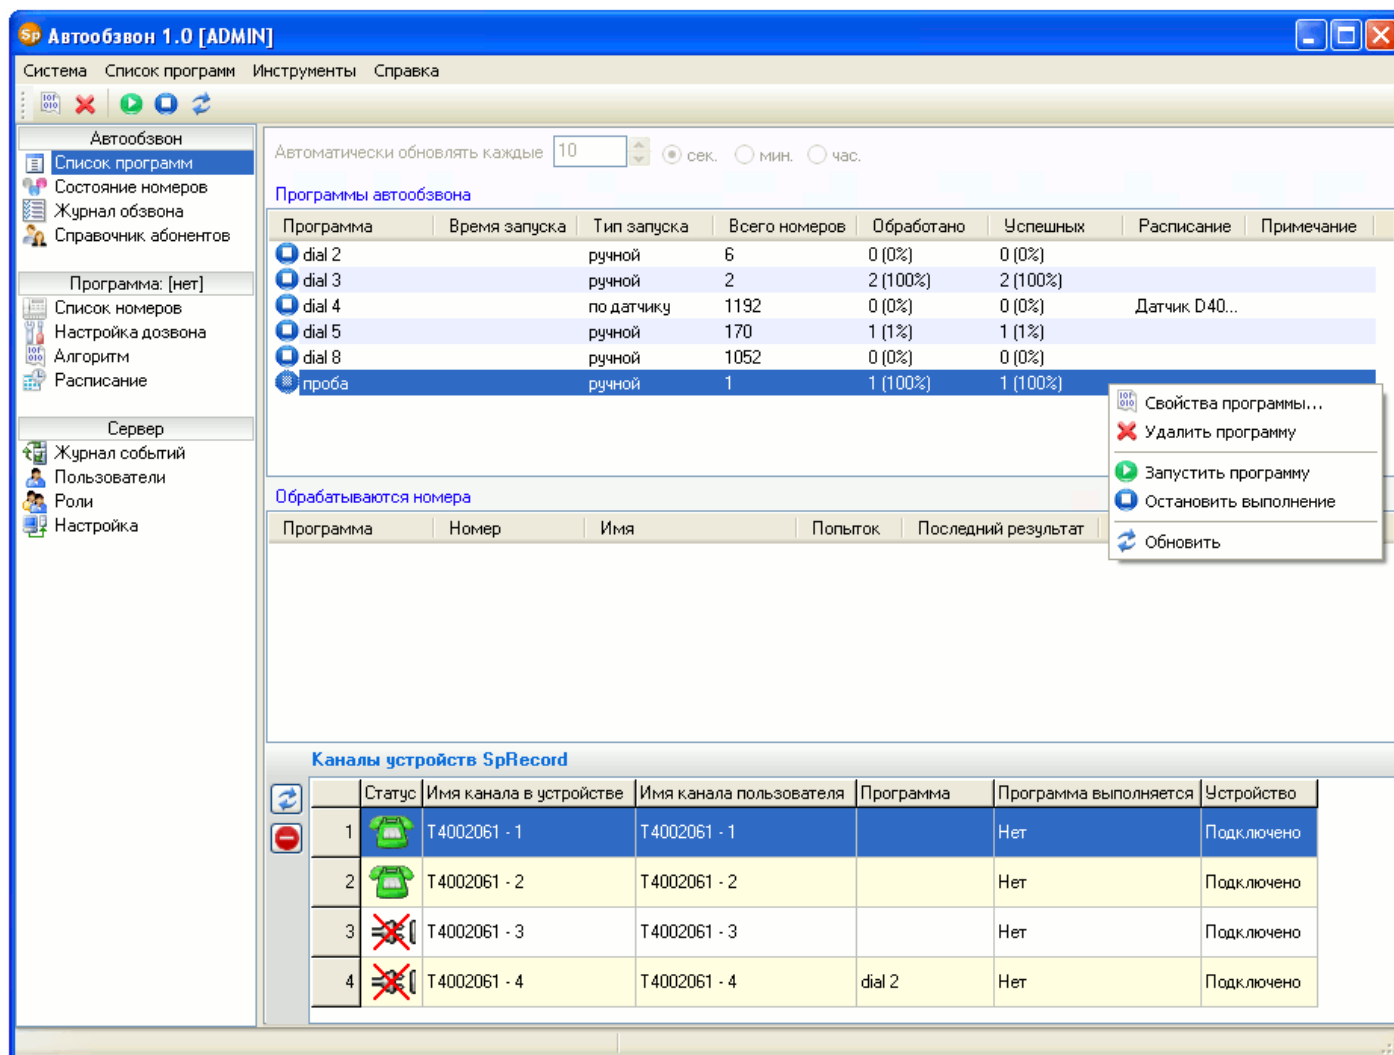 Sp Автообзвон 1.0 [ADMIN]
Система Список программ Инструменты Справка
Автообзвон
Список программ
Состояние номеров
Журнал обзвона
Справочник абонентов
Программа: [нет]
Список номеров
Настройка дозвона
Алгоритм
Расписание
Сервер
Журнал событий
Пользователи
Роли
Настройка
Автоматически обновлять каждые 10 сек. мин. час.
Программы автообзвона
Программа Время запуска Тип запуска Всего номеров Обработано Успешных Расписание Примечание
dial 2 ручной 6 0 (0%) 0 (0%)
dial 3 ручной 2 2 (100%) 2 (100%)
dial 4 по датчику 1192 0 (0%) 0 (0%) Датчик D40...
dial 5 ручной 170 1 (1%) 1 (1%)
dial 8 ручной 1052 0 (0%) 0 (0%)
проба ручной 1 1 (100%) 1 (100%)
Свойства программы...
Удалить программу
Запустить программу
Остановить выполнение
Обновить
Обрабатываются номера
Программа Номер Имя Попыток Последний результат
Каналы устройств SpRecord
Статус Имя канала в устройстве Имя канала пользователя Программа Программа выполняется Устройство
1 T4002061 - 1 T4002061 - 1 Нет Подключено
2 T4002061 - 2 T4002061 - 2 Нет Подключено
3 T4002061 - 3 T4002061 - 3 Нет Подключено
4 T4002061 - 4 T4002061 - 4 dial 2 Нет Подключено